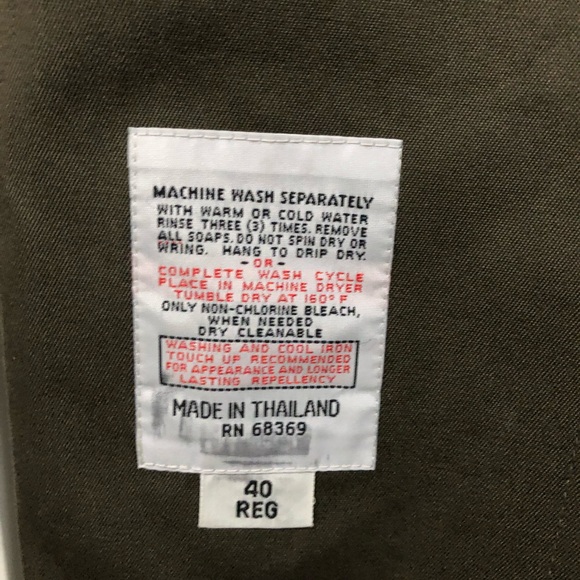 MACHINE WASH SEPARATELY
WITH WARM OR COLD WATER
RINSE THREE (3) TIMES. REMOVE
ALL SOAPS. DO NOT SPIN DRY OR
WRING. HANG TO DRIP DRY.
- OR -
COMPLETE WASH CYCLE
PLACE IN MACHINE DRYER
TUMBLE DRY AT 160° F
ONLY NON-CHLORINE BLEACH,
WHEN NEEDED
DRY CLEANABLE
WASHING AND COOL IRON
TOUCH UP RECOMMENDED
FOR APPEARANCE AND LONGER
LASTING REPELLENCY
MADE IN THAILAND
RN 68369
40
REG